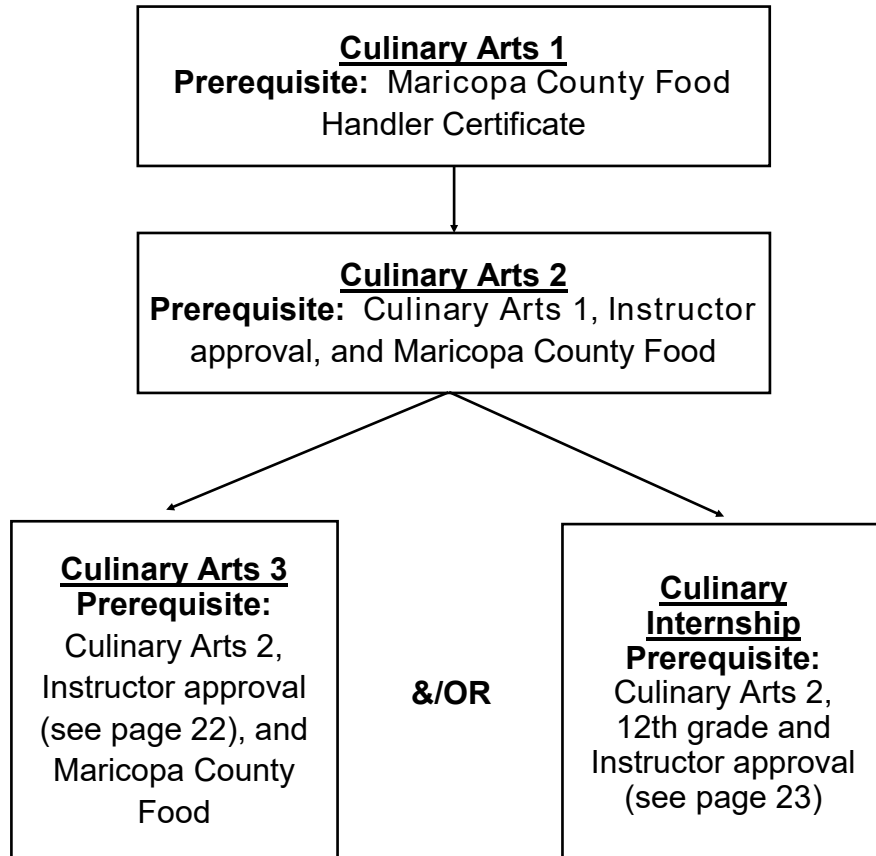 Culinary Arts 1
Prerequisite: Maricopa County Food
Handler Certificate
Culinary Arts 2
Prerequisite: Culinary Arts 1, Instructor
approval, and Maricopa County Food
Culinary Arts 3
Prerequisite:
Culinary Arts 2,
Instructor approval
(see page 22), and
Maricopa County
Food
&/OR
Culinary
Internship
Prerequisite:
Culinary Arts 2,
12th grade and
Instructor approval
(see page 23)